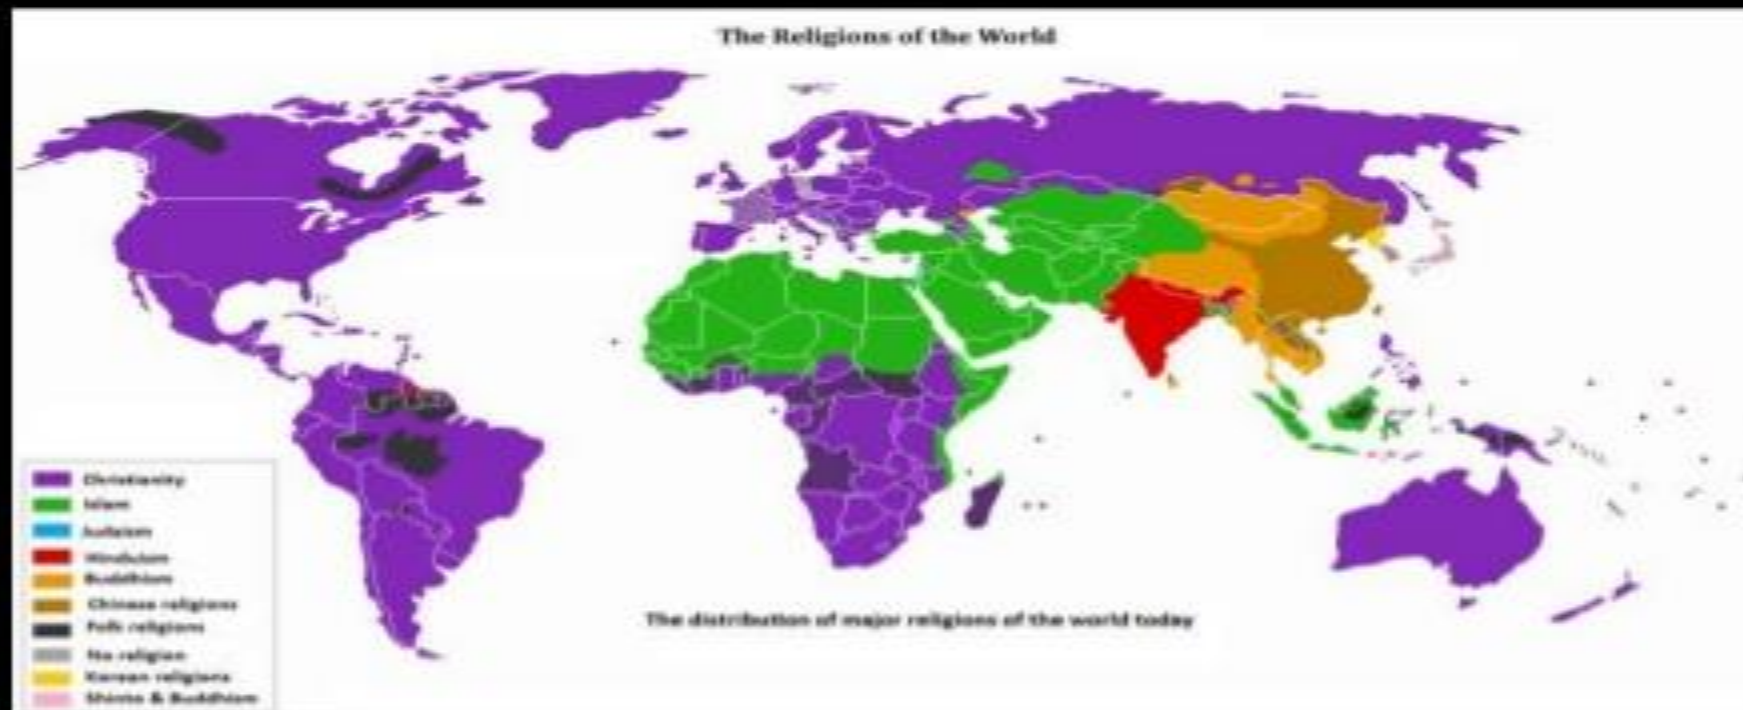 The Religions of the World
Christianity
Islam
Judaism
Hinduism
Buddhism
Chinese religions
Folk religions
No religion
Korean religions
Shinto & Buddhism
The distribution of major religions of the world today